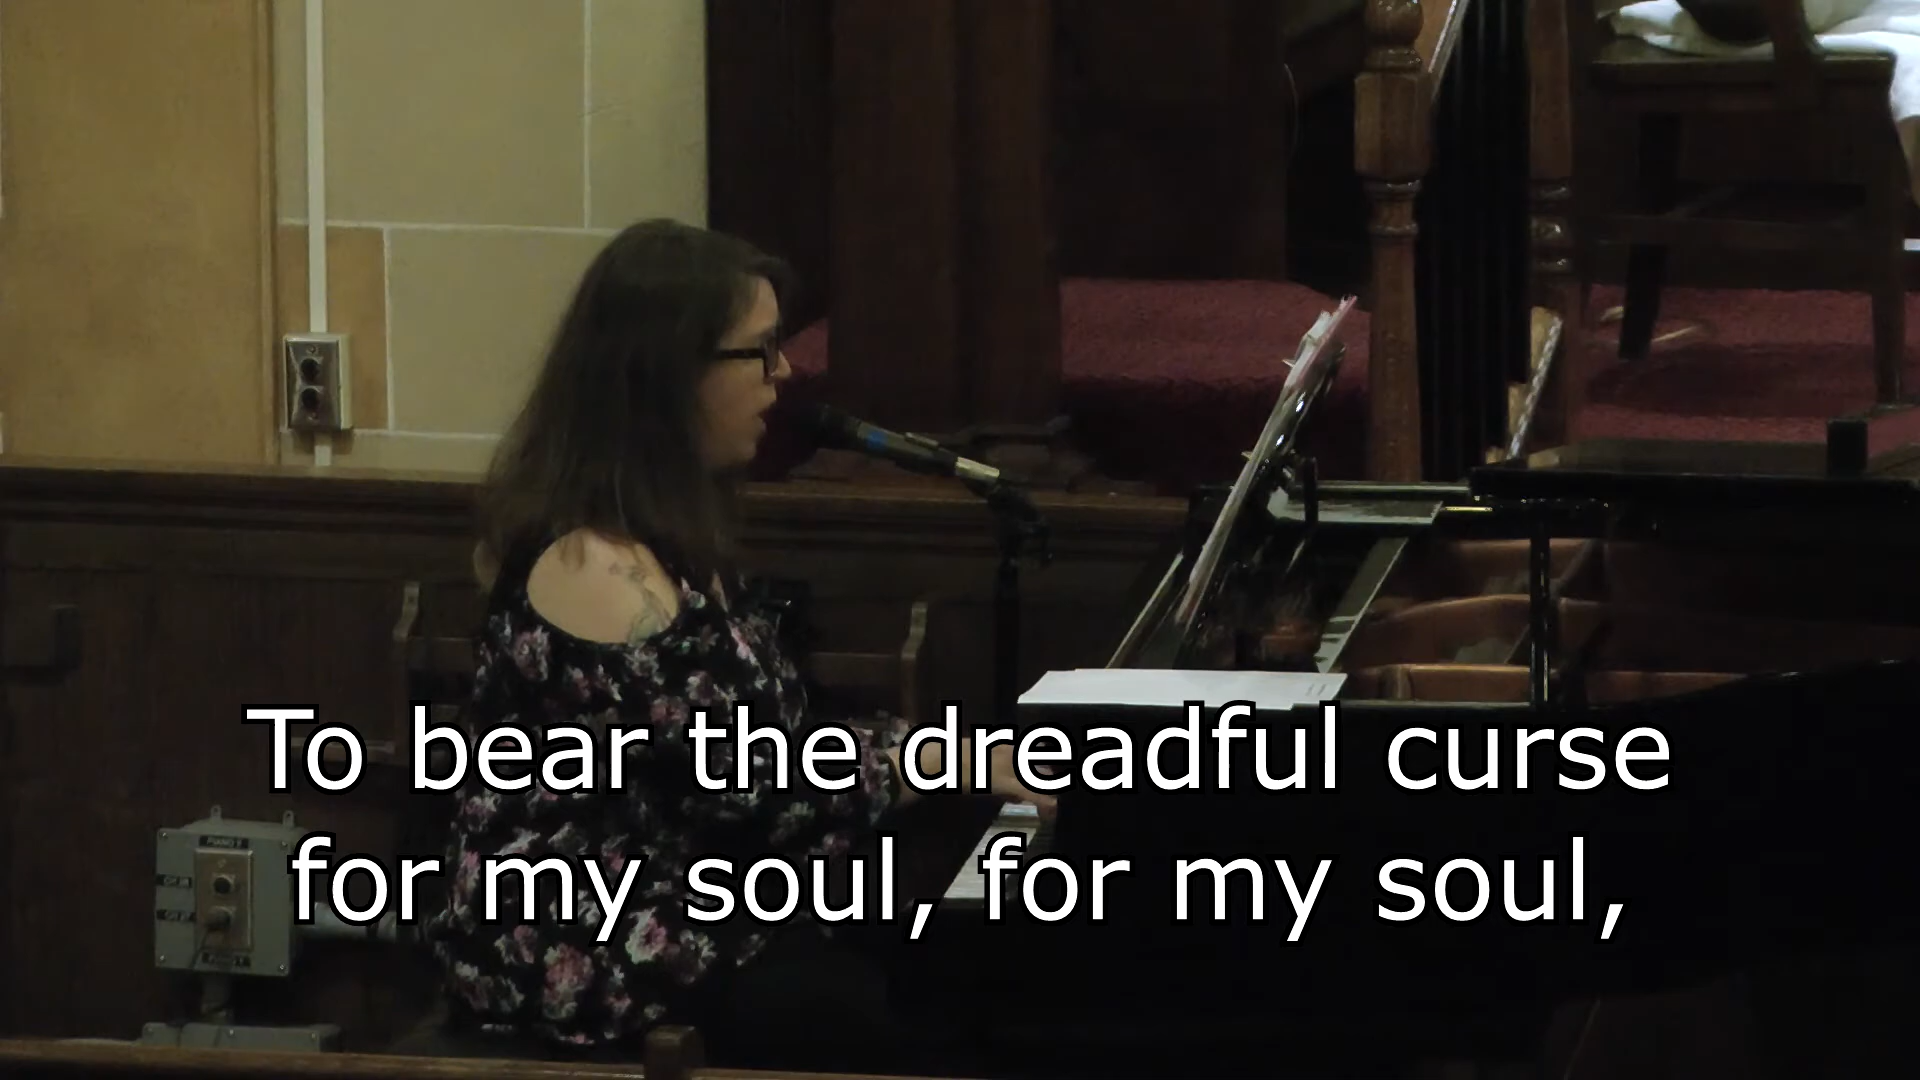 To bear the dreadful curse
for my soul, for my soul,